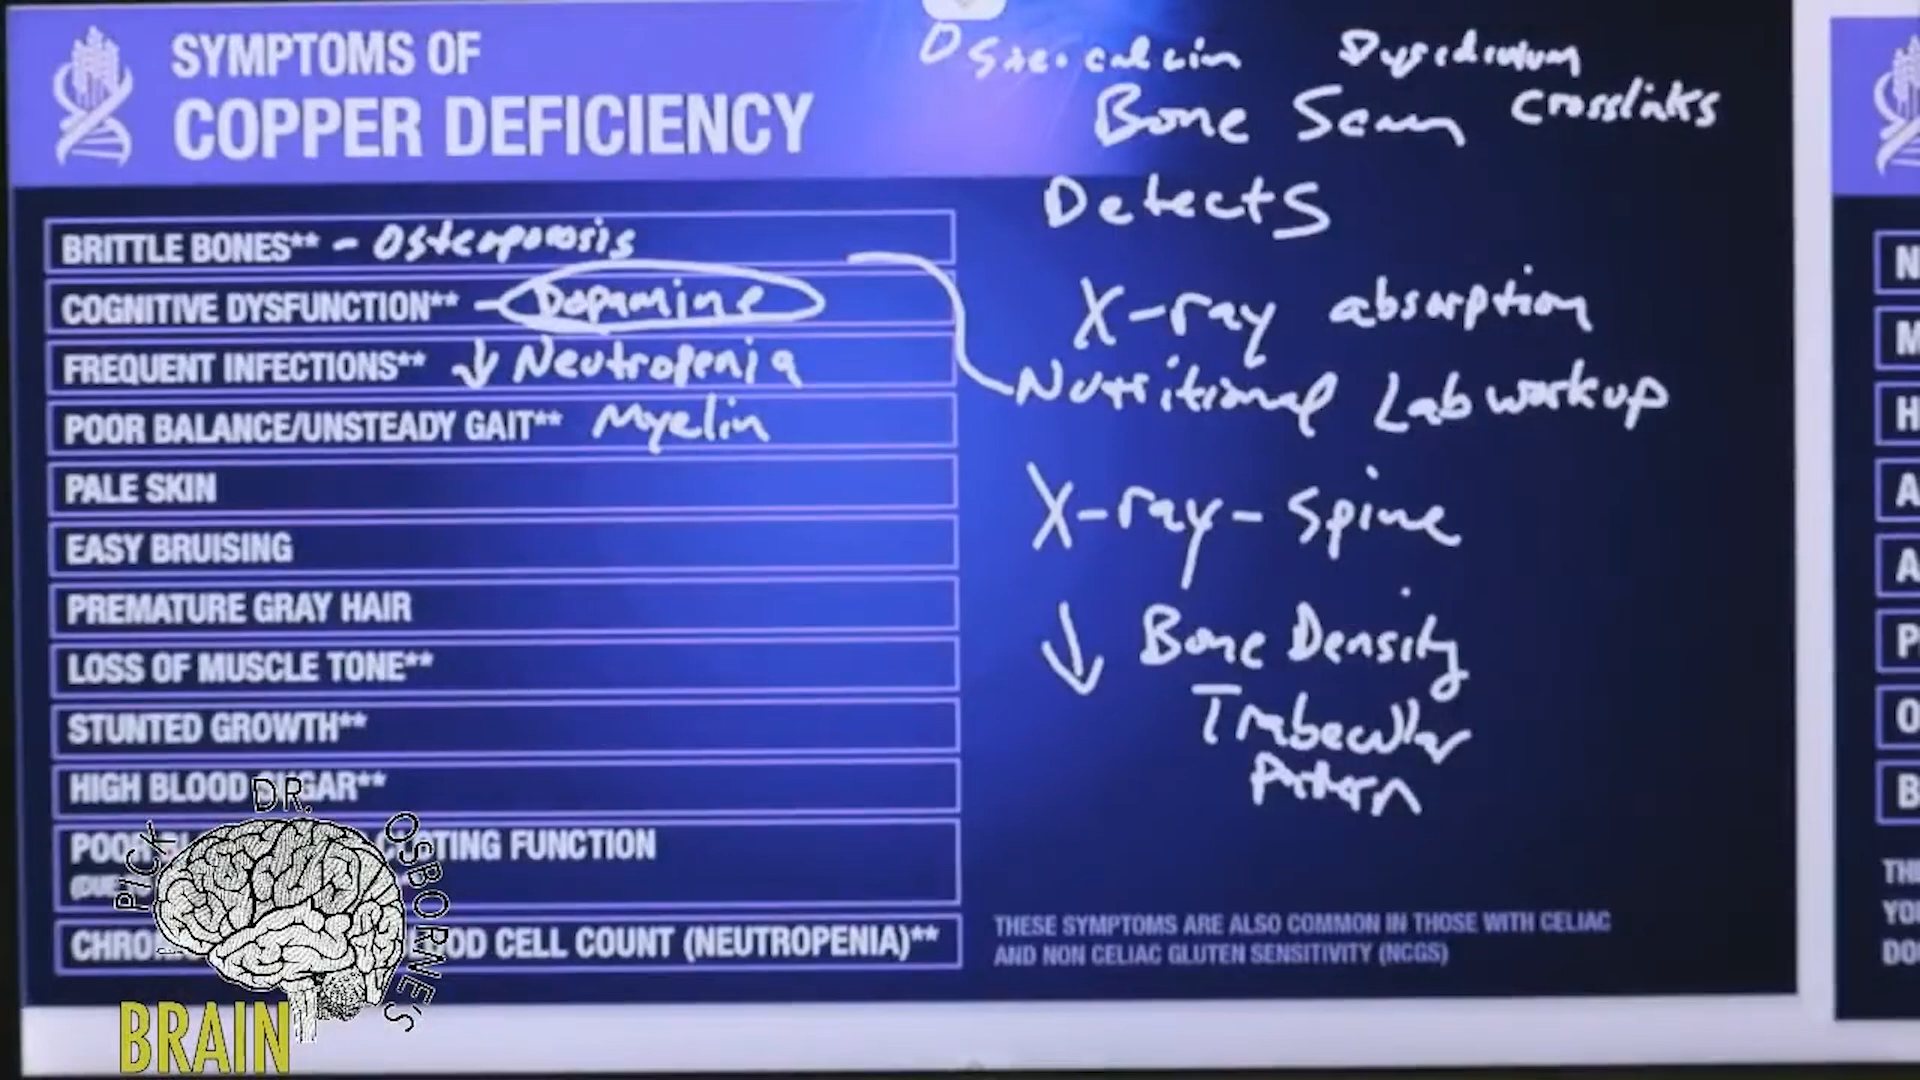 SYMPTOMS OF
COPPER DEFICIENCY
Osteocalcin
crosslinks
Bone Scan
Detects
BRITTLE BONES** - Osteoporosis
COGNITIVE DYSFUNCTION** - Dopamine
X-ray absorption
FREQUENT INFECTIONS** ↓ Neutropenia
Nutritional Lab workup
POOR BALANCE/UNSTEADY GAIT** Myelin
PALE SKIN
X-ray - Spine
EASY BRUISING
PREMATURE GRAY HAIR
↓ Bone Density
LOSS OF MUSCLE TONE**
Trabecular
STUNTED GROWTH**
Pattern
HIGH BLOOD SUGAR**
FUNCTION
CELL COUNT (NEUTROPENIA)**
THESE SYMPTOMS ARE ALSO COMMON IN THOSE WITH CELIAC
AND NON CELIAC GLUTEN SENSITIVITY (NCGS)
PICK DR. OSBORNE'S
BRAIN